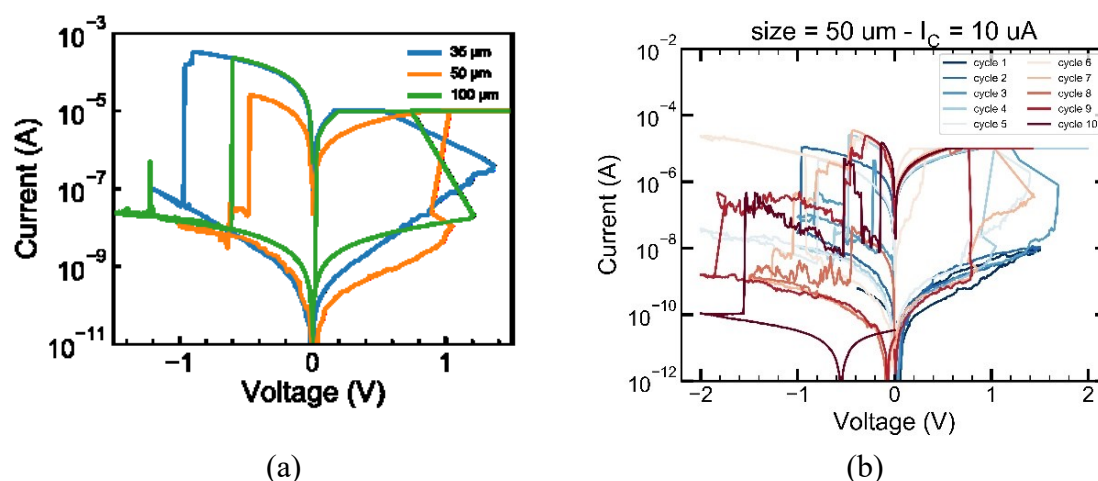 (a)
10⁻³
10⁻⁵
10⁻⁷
10⁻⁹
10⁻¹¹
Current (A)
36 µm
50 µm
100 µm
−1
0
1
Voltage (V)
(b)
size = 50 um - I_C = 10 uA
10⁻²
10⁻⁴
10⁻⁶
10⁻⁸
10⁻¹⁰
10⁻¹²
Current (A)
cycle 1
cycle 2
cycle 3
cycle 4
cycle 5
cycle 6
cycle 7
cycle 8
cycle 9
cycle 10
−2
−1
0
1
2
Voltage (V)
(a)
(b)